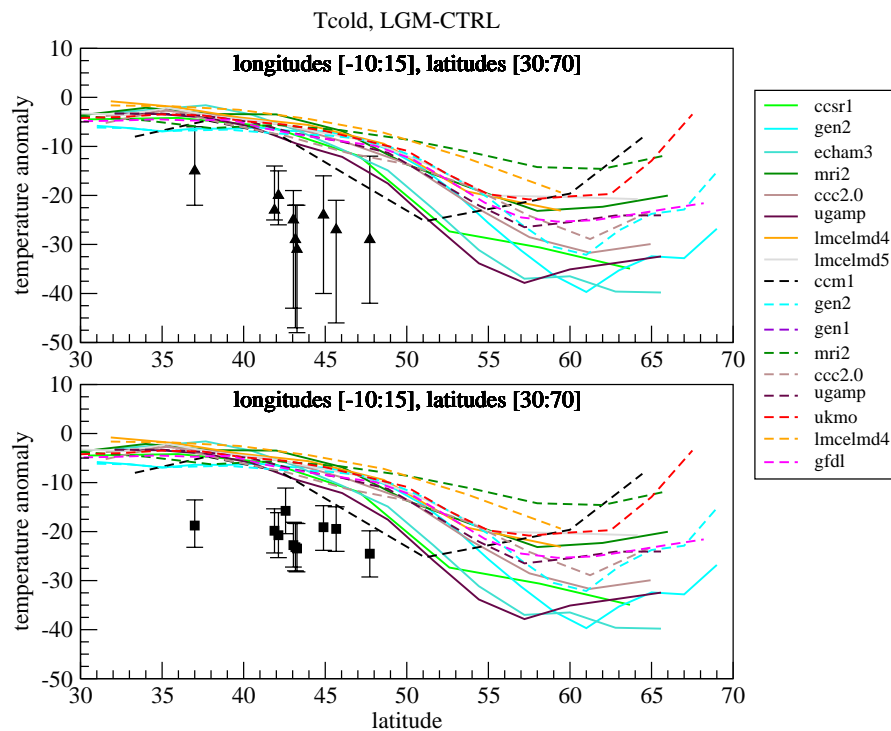 Tcold, LGM-CTRL
longitudes [-10:15], latitudes [30:70]
10
0
-10
-20
-30
-40
-50
temperature anomaly
30 35 40 45 50 55 60 65 70
longitudes [-10:15], latitudes [30:70]
10
0
-10
-20
-30
-40
-50
temperature anomaly
30 35 40 45 50 55 60 65 70
latitude
ccsr1
gen2
echam3
mri2
ccc2.0
ugamp
lmcelmd4
lmcelmd5
ccm1
gen2
gen1
mri2
ccc2.0
ugamp
ukmo
lmcelmd4
gfdl